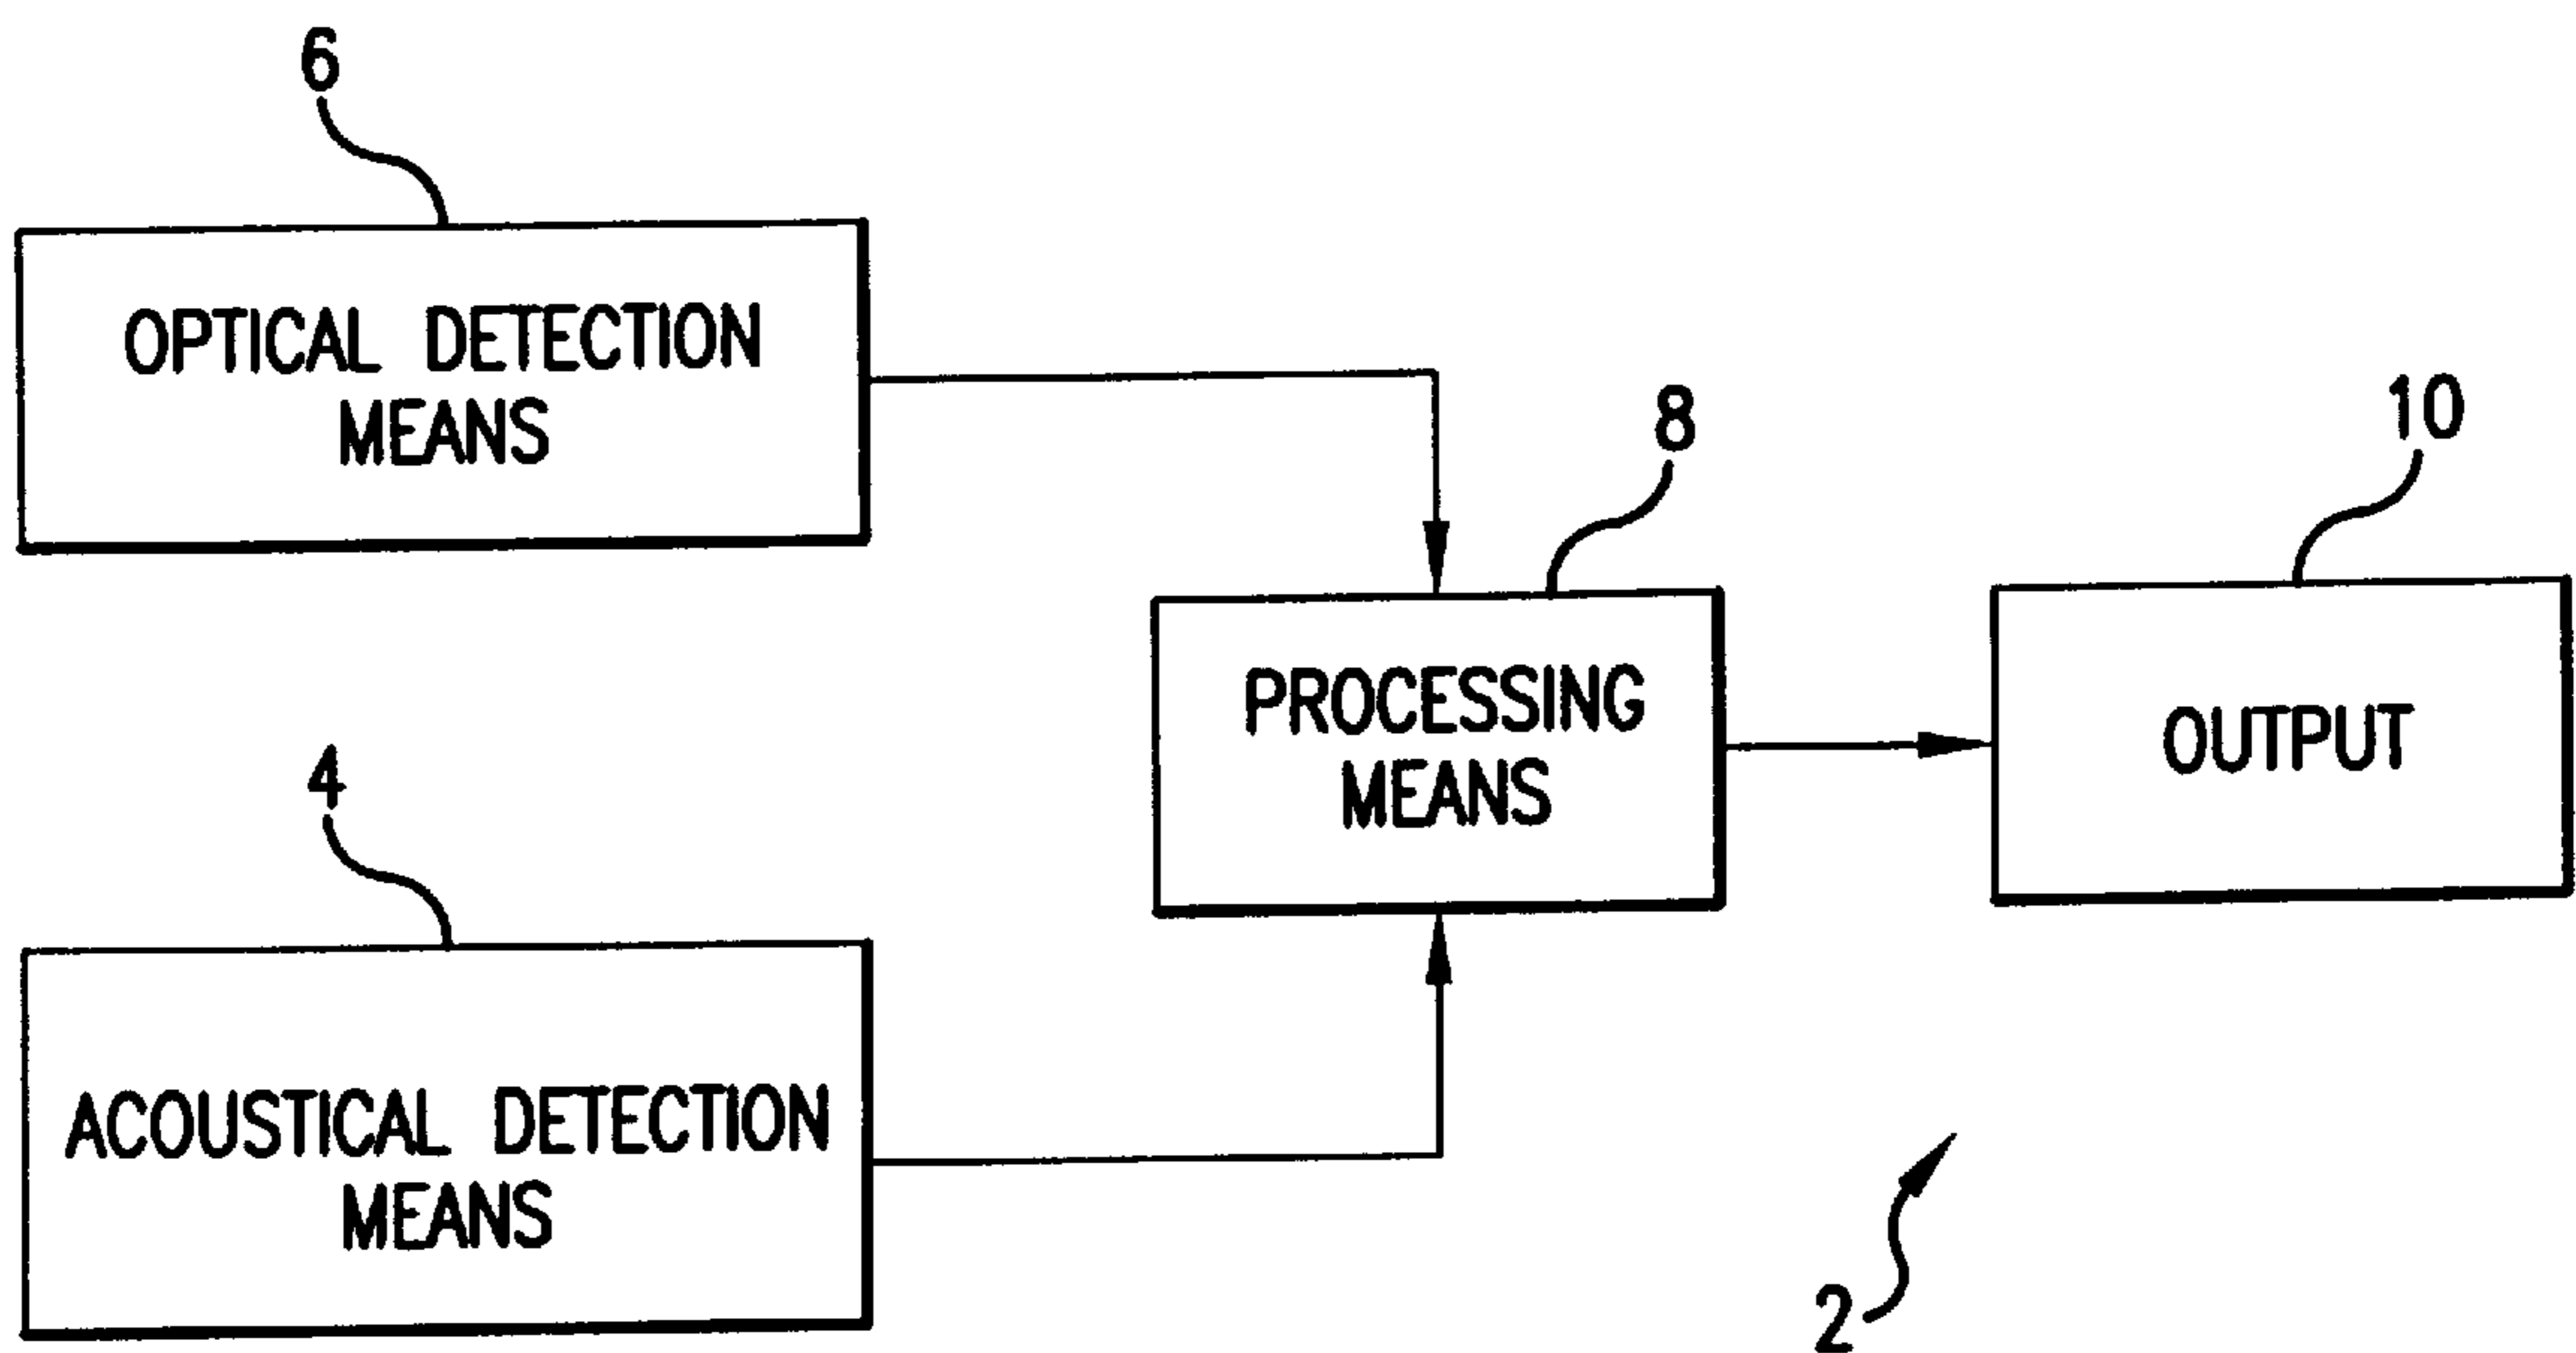 6
OPTICAL DETECTION
MEANS
8
10
PROCESSING
MEANS
OUTPUT
4
ACOUSTICAL DETECTION
MEANS
2